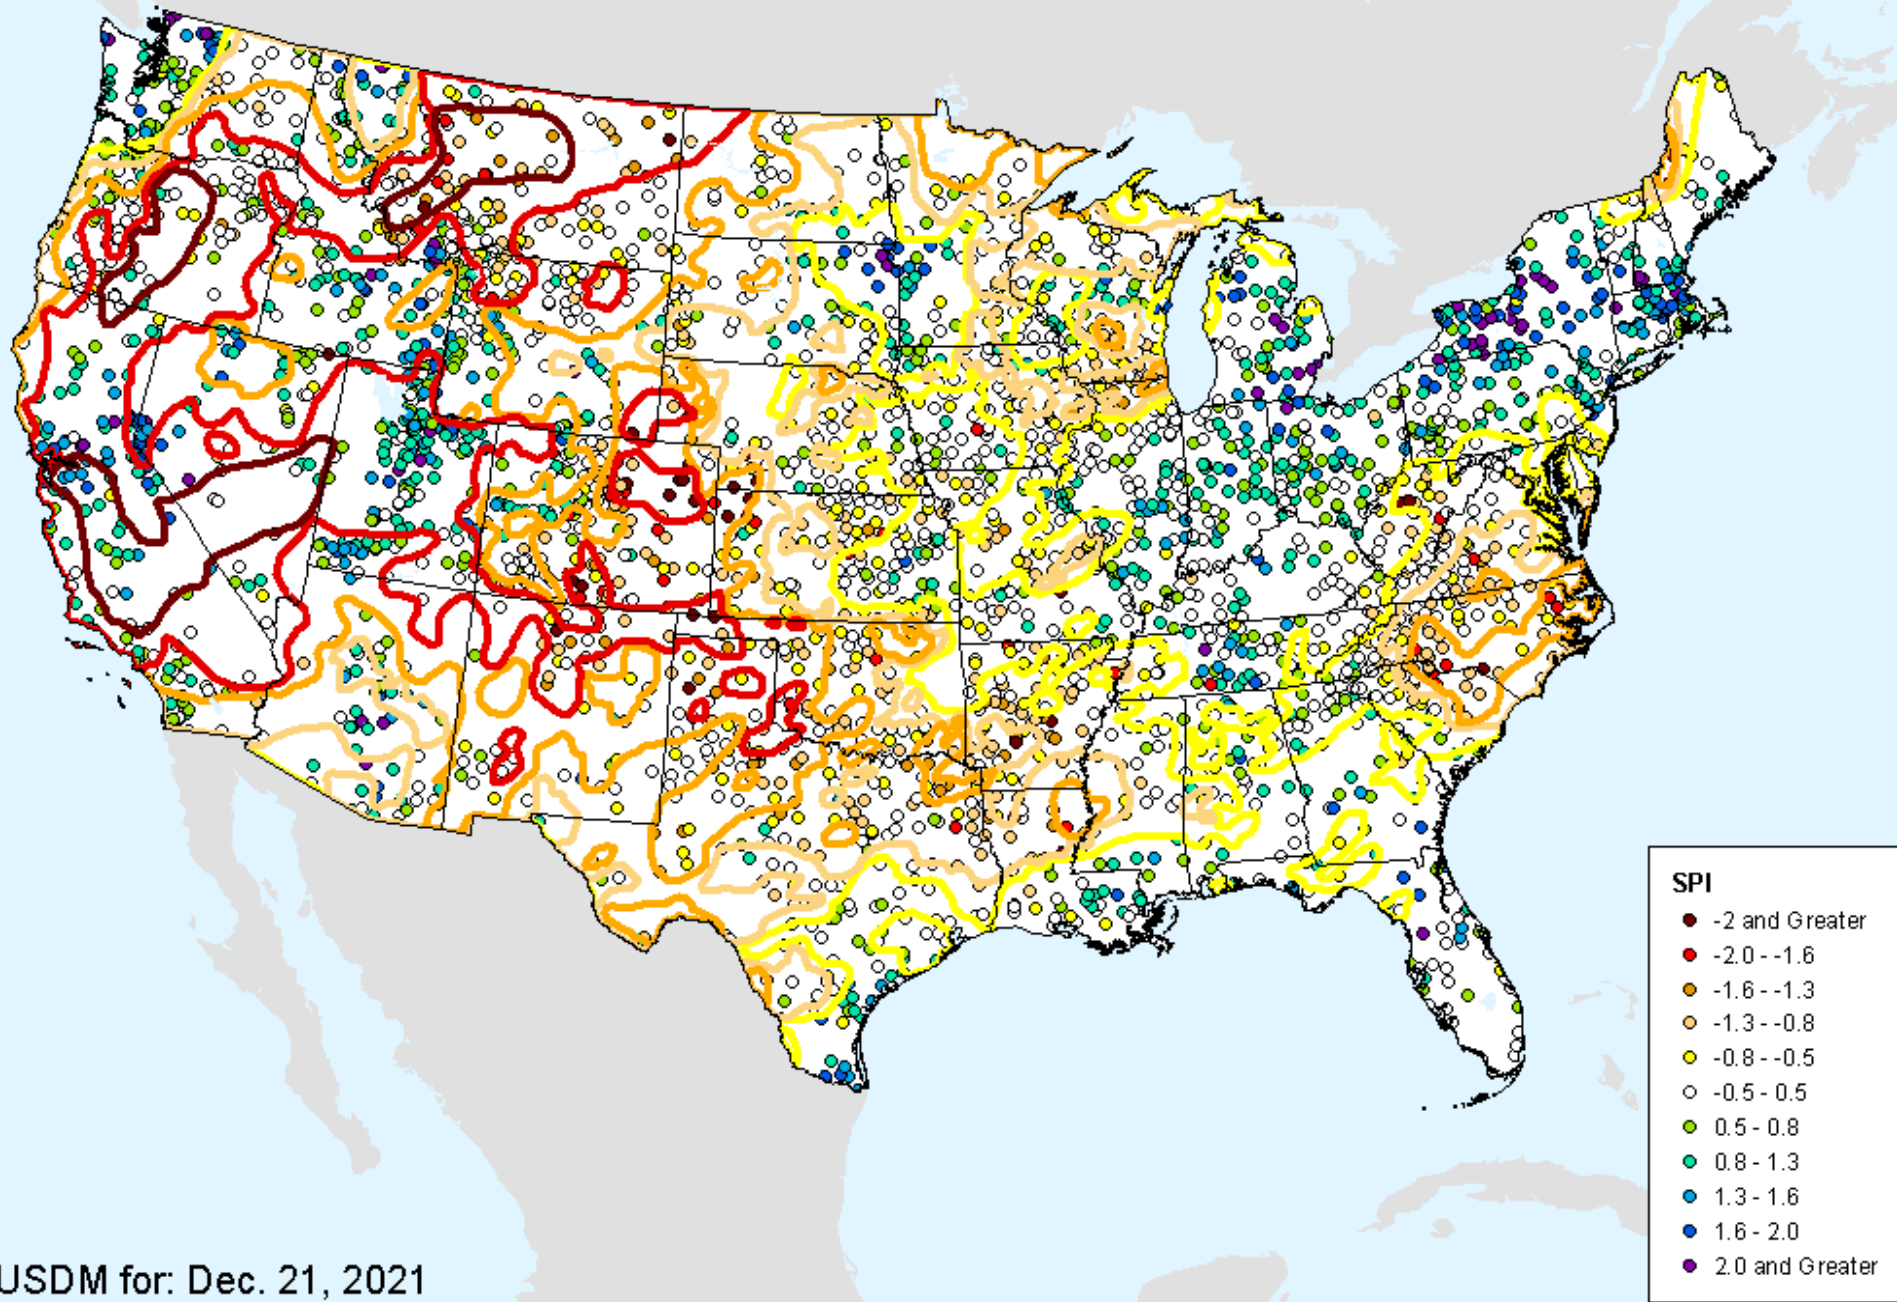 SPI
-2 and Greater
-2.0 - -1.6
-1.6 - -1.3
-1.3 - -0.8
-0.8 - -0.5
-0.5 - 0.5
0.5 - 0.8
0.8 - 1.3
1.3 - 1.6
1.6 - 2.0
2.0 and Greater
USDM for: Dec. 21, 2021